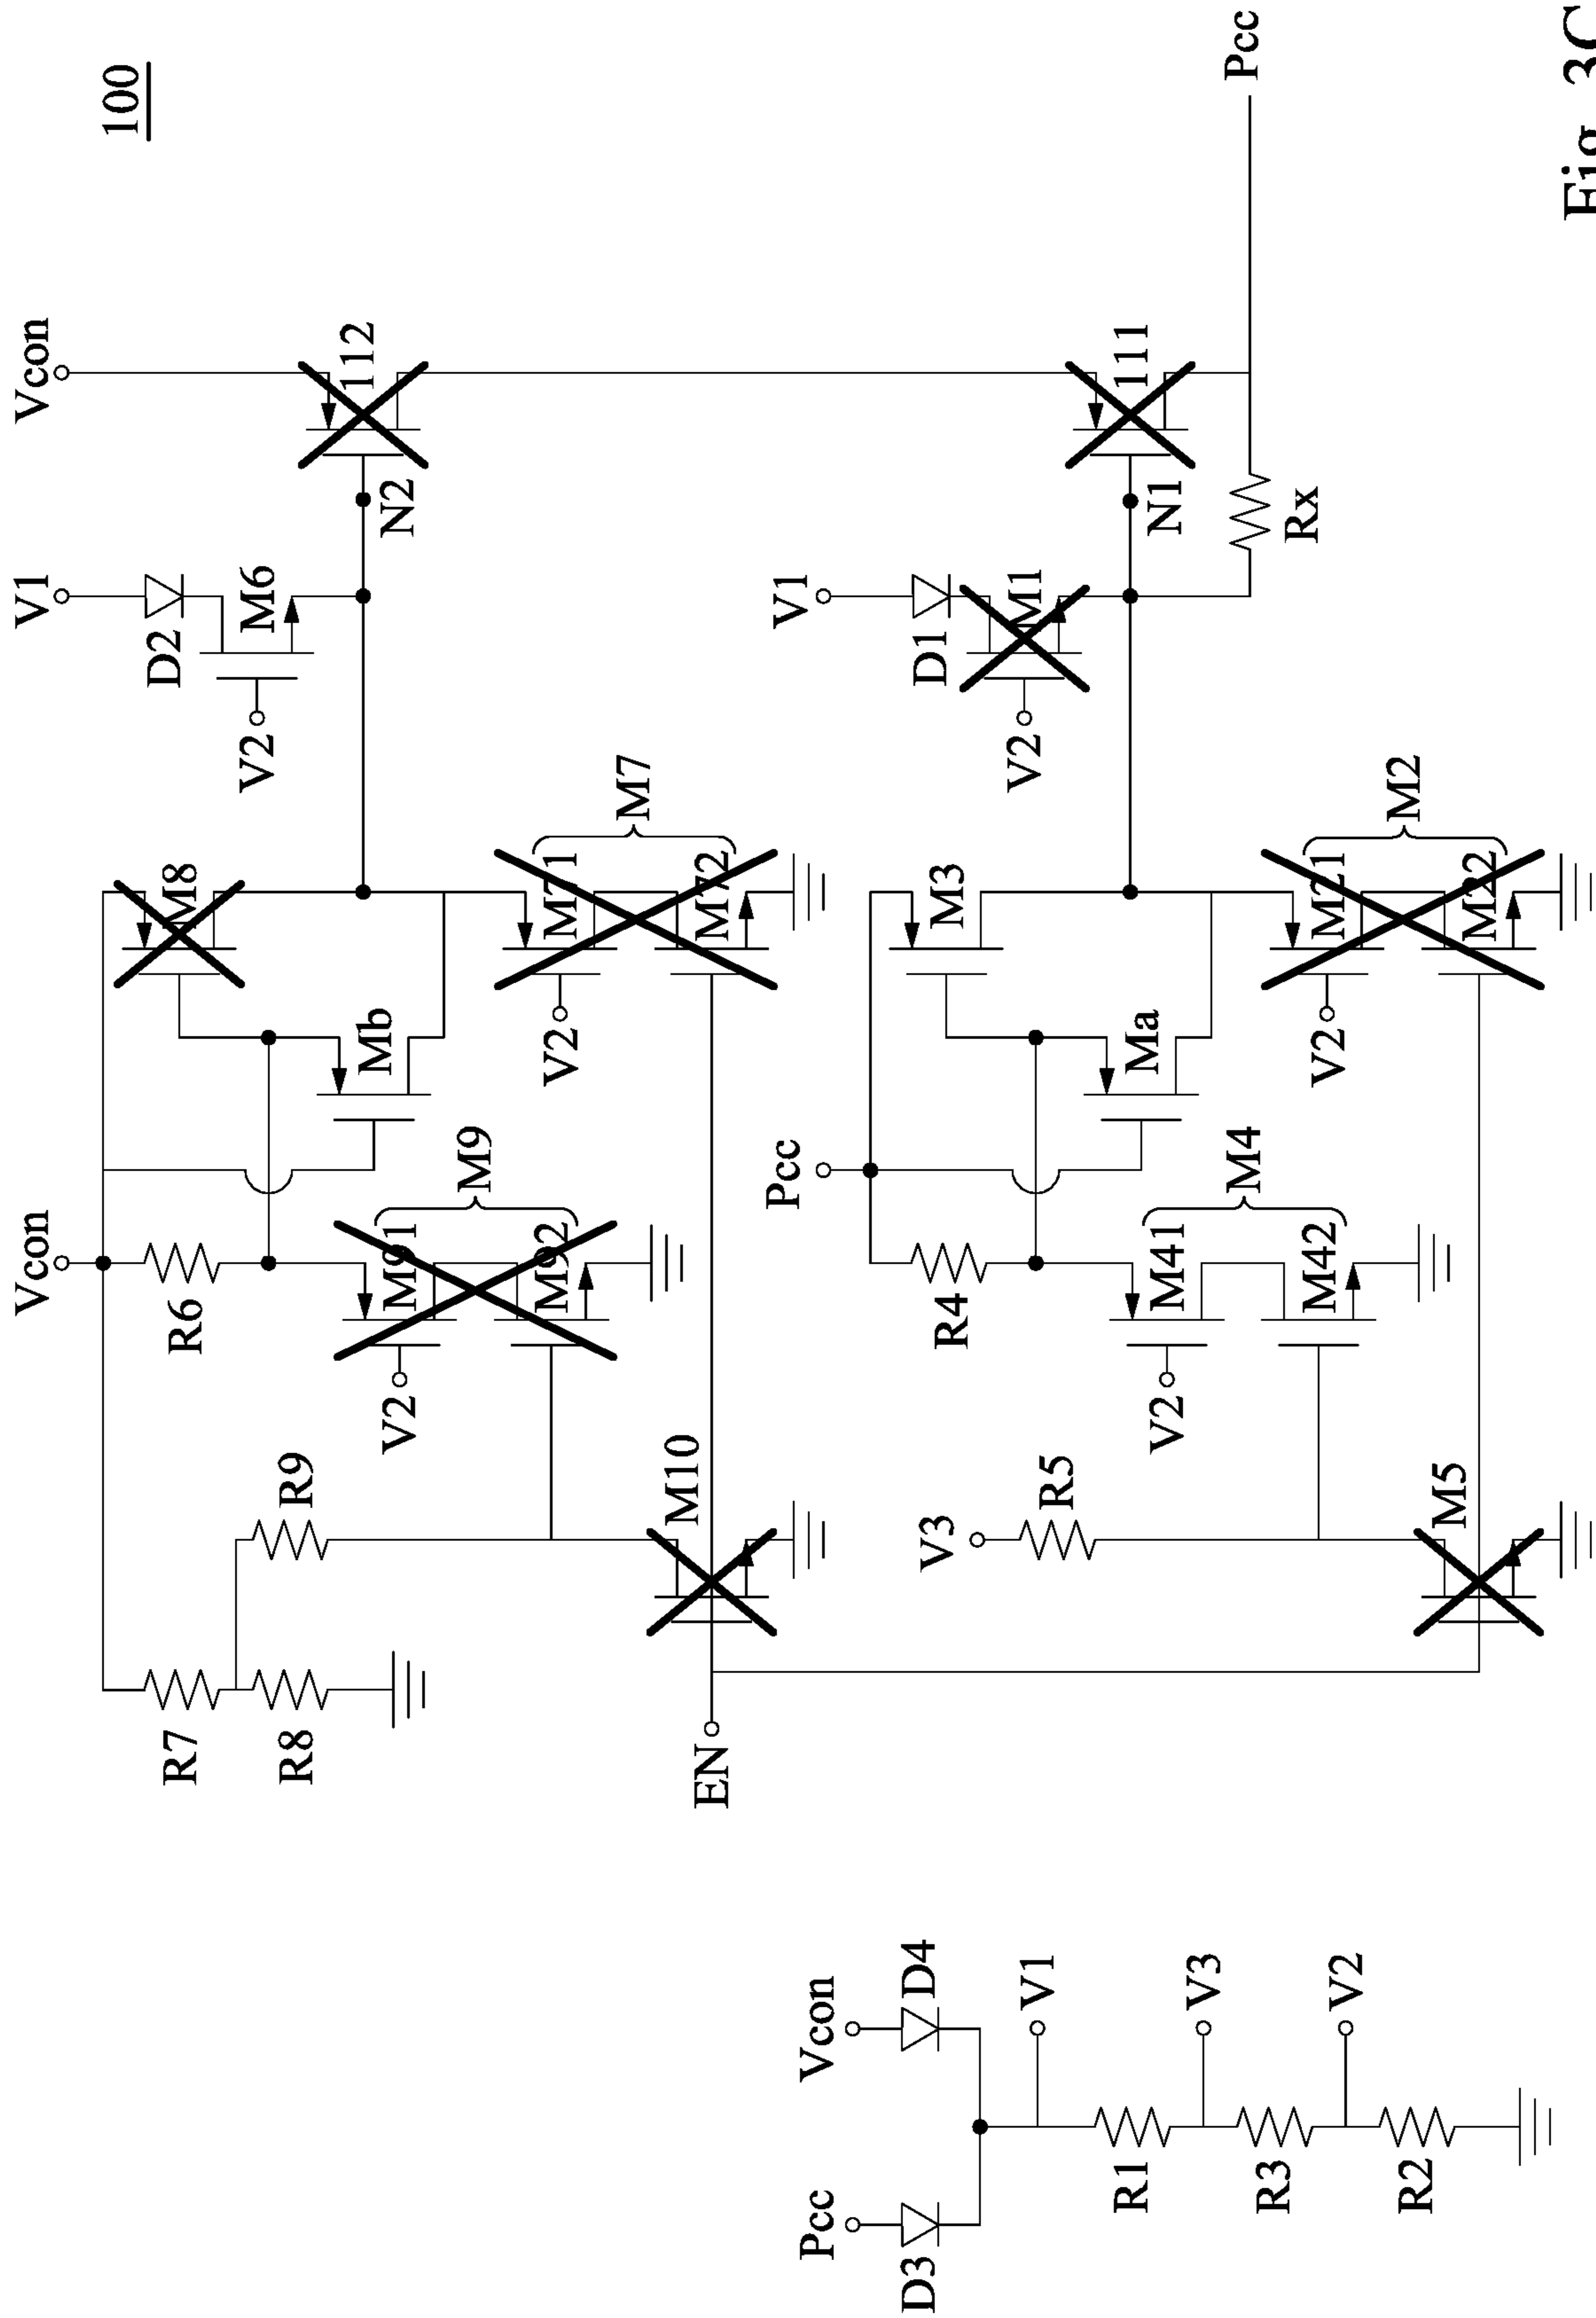 100
Vcon
Vcon
V1
D2
M6
V2
112
N2
M8
Mb
R6
R7
R8
R9
M9
M91
M92
V2
M7
M71
M72
V2
M10
EN
Pcc
V1
D1
M1
V2
111
N1
Rx
Pcc
M3
Ma
R4
M4
M41
M42
V2
M2
M21
M22
V2
V3
R5
M5
Pcc
Vcon
D3
D4
V1
R1
V3
R3
V2
R2
Fig. 3C